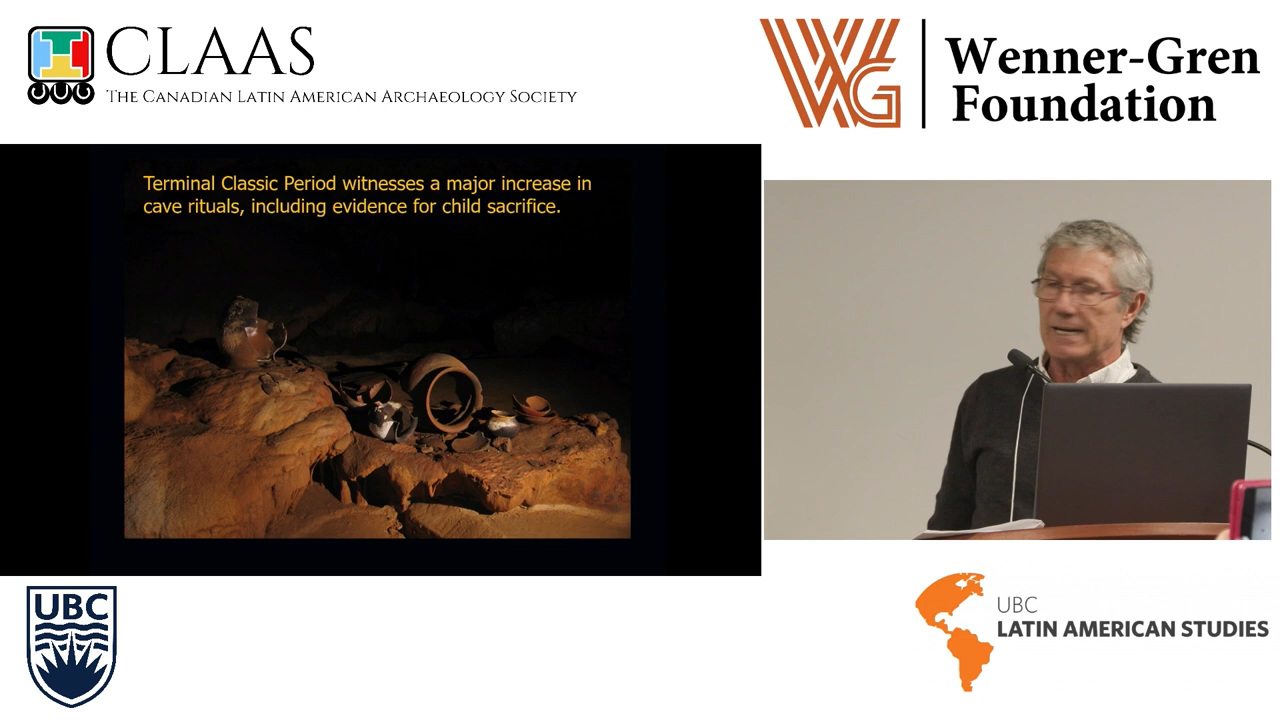 CLAAS
The Canadian Latin American Archaeology Society
WG
Wenner-Gren
Foundation
Terminal Classic Period witnesses a major increase in
cave rituals, including evidence for child sacrifice.
UBC
UBC
LATIN AMERICAN STUDIES